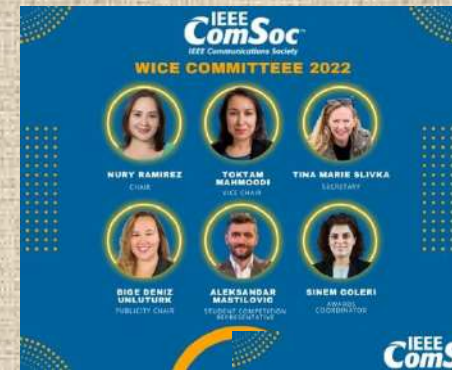 IEEE
ComSoc
IEEE Communications Society
WICE COMMITTEEE 2022
NURY RAMIREZ
CHAIR
TOKTAM
MAHMOODI
VICE CHAIR
TINA MARIE SLIVKA
SECRETARY
BIGE DENIZ
UNLUTURK
PUBLICITY CHAIR
ALEKSANDAR
MASTILOVIC
STUDENT COMPETITION
REPRESENTATIVE
SINEM COLERI
AWARDS
COORDINATOR
IEEE
ComS